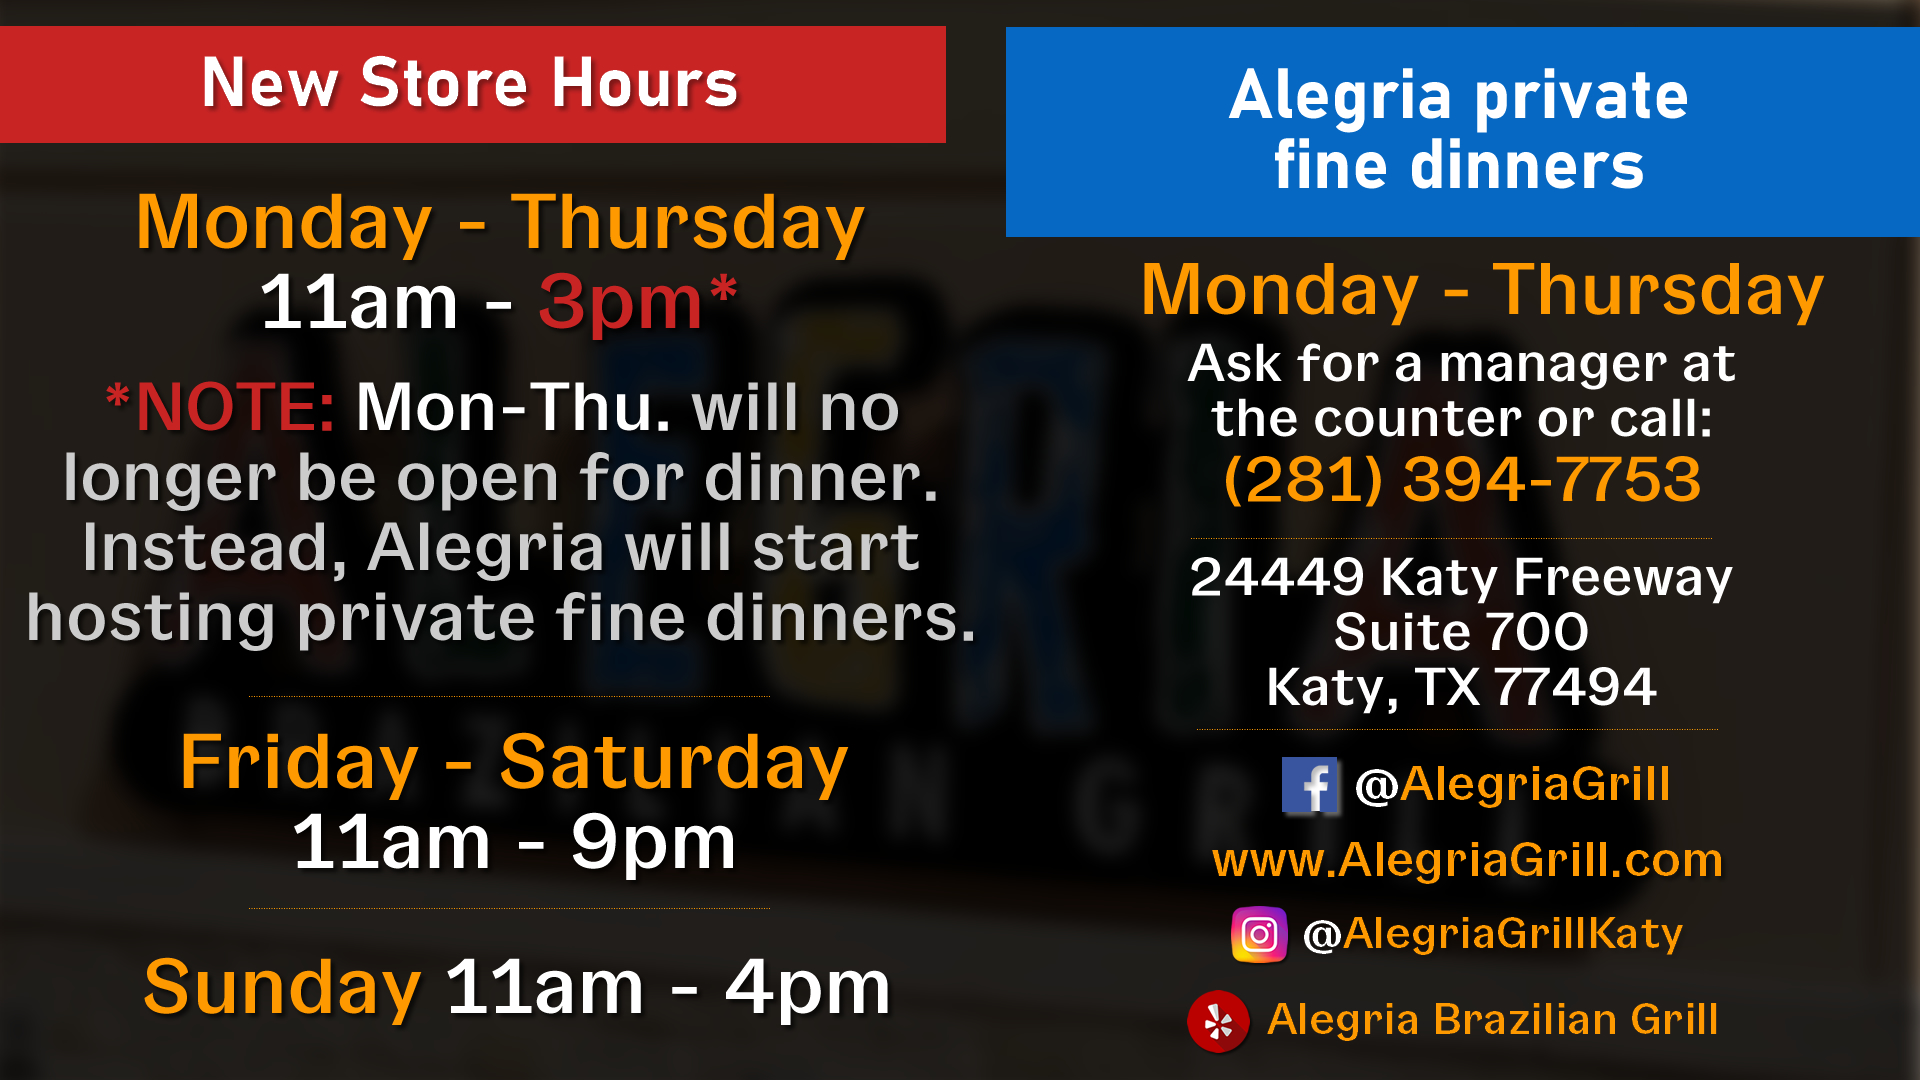 New Store Hours
Monday - Thursday
11am - 3pm*
*NOTE: Mon-Thu. will no
longer be open for dinner.
Instead, Alegria will start
hosting private fine dinners.
Friday - Saturday
11am - 9pm
Sunday 11am - 4pm
Alegria private
fine dinners
Monday - Thursday
Ask for a manager at
the counter or call:
(281) 394-7753
24449 Katy Freeway
Suite 700
Katy, TX 77494
@AlegriaGrill
www.AlegriaGrill.com
@AlegriaGrillKaty
Alegria Brazilian Grill
ALEGRIA
BRAZILIAN GRILL